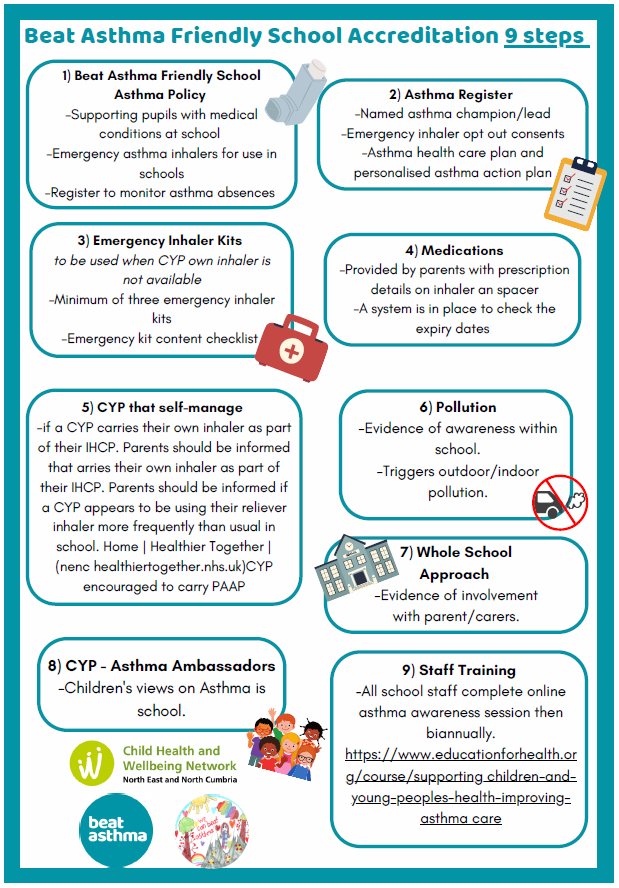 Beat Asthma Friendly School Accreditation 9 steps
1) Beat Asthma Friendly School
Asthma Policy
-Supporting pupils with medical
conditions at school
-Emergency asthma inhalers for use in
schools
-Register to monitor asthma absences
2) Asthma Register
-Named asthma champion/lead
-Emergency inhaler opt out consents
-Asthma health care plan and
personalised asthma action plan
3) Emergency Inhaler Kits
to be used when CYP own inhaler is
not available
-Minimum of three emergency inhaler
kits
-Emergency kit content checklist
4) Medications
-Provided by parents with prescription
details on inhaler an spacer
-A system is in place to check the
expiry dates
5) CYP that self-manage
-if a CYP carries their own inhaler as part
of their IHCP. Parents should be informed
that arries their own inhaler as part of
their IHCP. Parents should be informed if
a CYP appears to be using their reliever
inhaler more frequently than usual in
school. Home | Healthier Together |
(nenc healthiertogether.nhs.uk)CYP
encouraged to carry PAAP
6) Pollution
-Evidence of awareness within
school.
-Triggers outdoor/indoor
pollution.
7) Whole School
Approach
-Evidence of involvement
with parent/carers.
8) CYP - Asthma Ambassadors
-Children's views on Asthma is
school.
9) Staff Training
-All school staff complete online
asthma awareness session then
biannually.
https://www.educationforhealth.or
g/course/supporting children-and-
young-peoples-health-improving-
asthma care
Child Health and
Wellbeing Network
North East and North Cumbria
beat
asthma
we
can beat
asthma